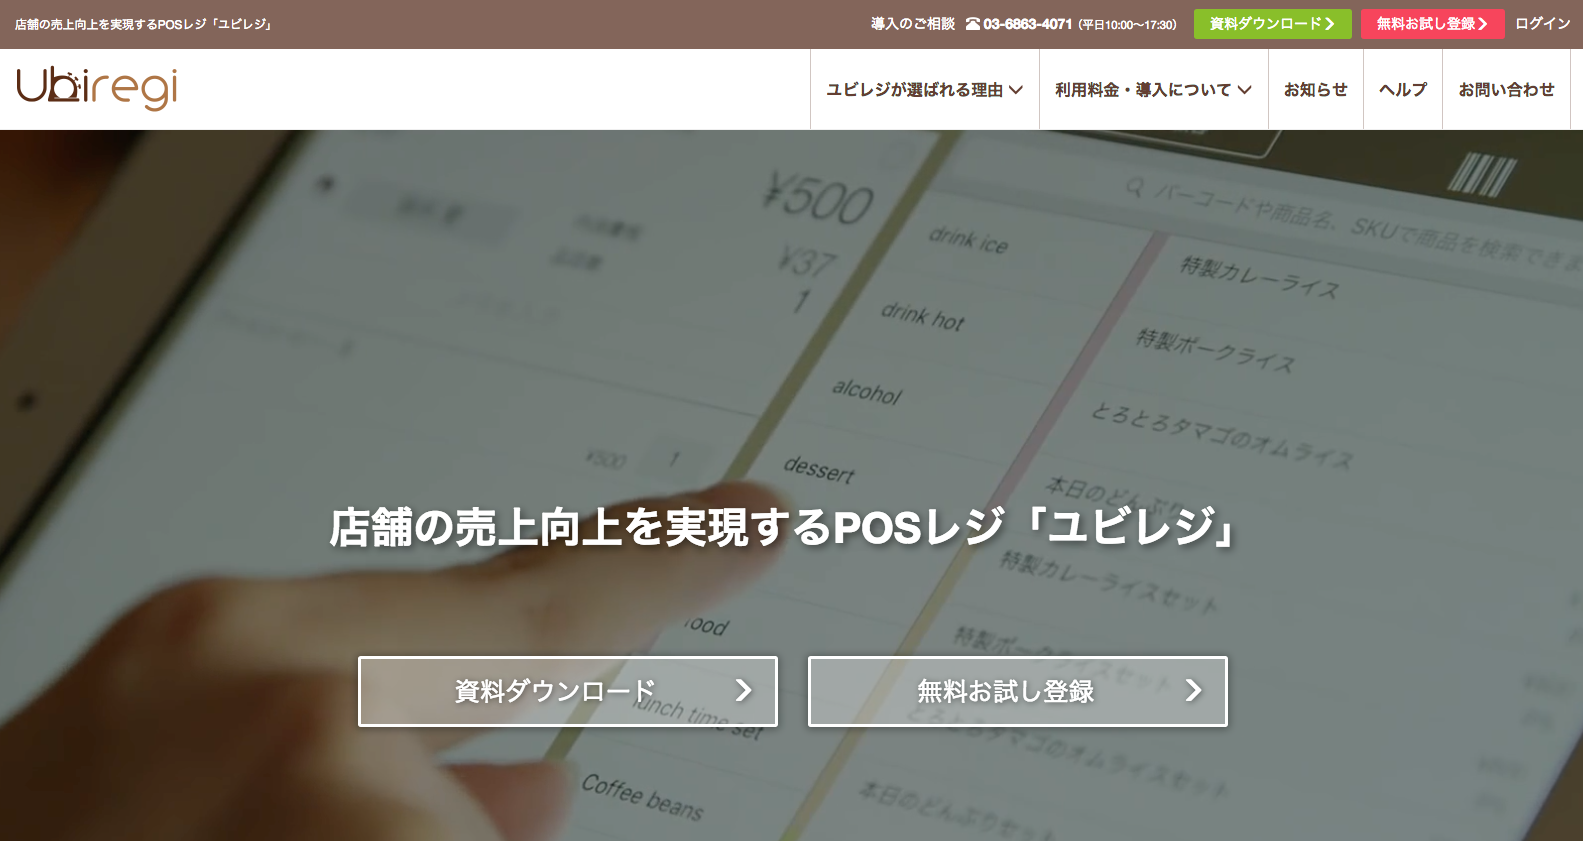 店舗の売上向上を実現するPOSレジ「ユビレジ」
導入のご相談 03-6863-4071 (平日10:00〜17:30)
資料ダウンロード
無料お試し登録
ログイン
Ubiregi
ユビレジが選ばれる理由
利用料金・導入について
お知らせ
ヘルプ
お問い合わせ
¥500
¥37
1
バーコードや商品名、SKUで商品を検索できま
drink ice
drink hot
alcohol
dessert
food
lunch time set
Coffee beans
特製カレーライス
特製ポークライス
とろとろタマゴのオムライス
本日のどんぶり
特製カレーライスセット
特製ポークライスセット
とろとろタマゴのオムライスセット
本日のどんぶりセット
¥500 1
店舗の売上向上を実現するPOSレジ「ユビレジ」
資料ダウンロード
無料お試し登録